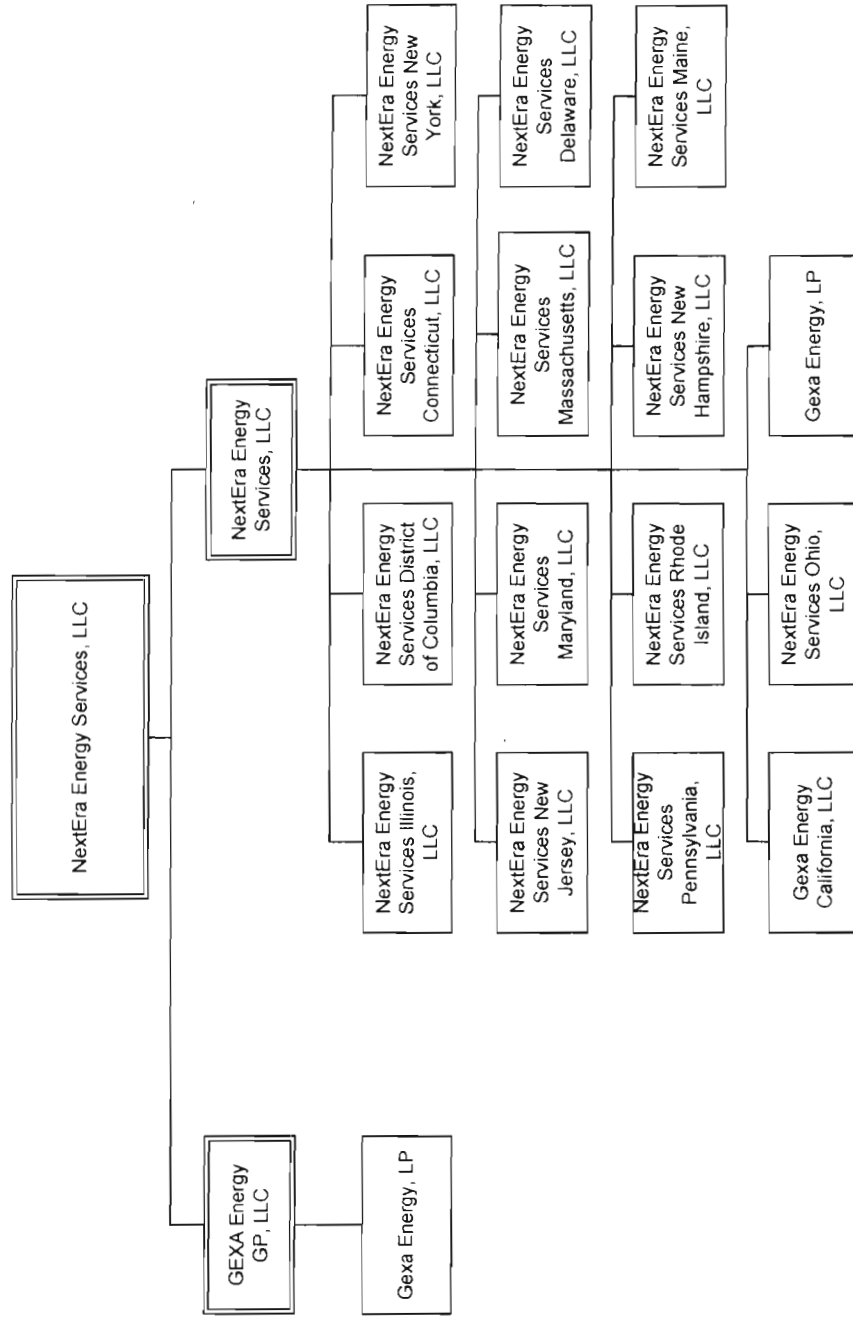 NextEra Energy Services, LLC
GEXA Energy
GP, LLC
NextEra Energy
Services, LLC
Gexa Energy, LP
NextEra Energy
Services Illinois,
LLC
NextEra Energy
Services District
of Columbia, LLC
NextEra Energy
Services
Connecticut, LLC
NextEra Energy
Services New
York, LLC
NextEra Energy
Services New
Jersey, LLC
NextEra Energy
Services
Maryland, LLC
NextEra Energy
Services
Massachusetts, LLC
NextEra Energy
Services
Delaware, LLC
NextEra Energy
Services
Pennsylvania,
LLC
NextEra Energy
Services Rhode
Island, LLC
NextEra Energy
Services New
Hampshire, LLC
NextEra Energy
Services Maine,
LLC
Gexa Energy
California, LLC
NextEra Energy
Services Ohio,
LLC
Gexa Energy, LP